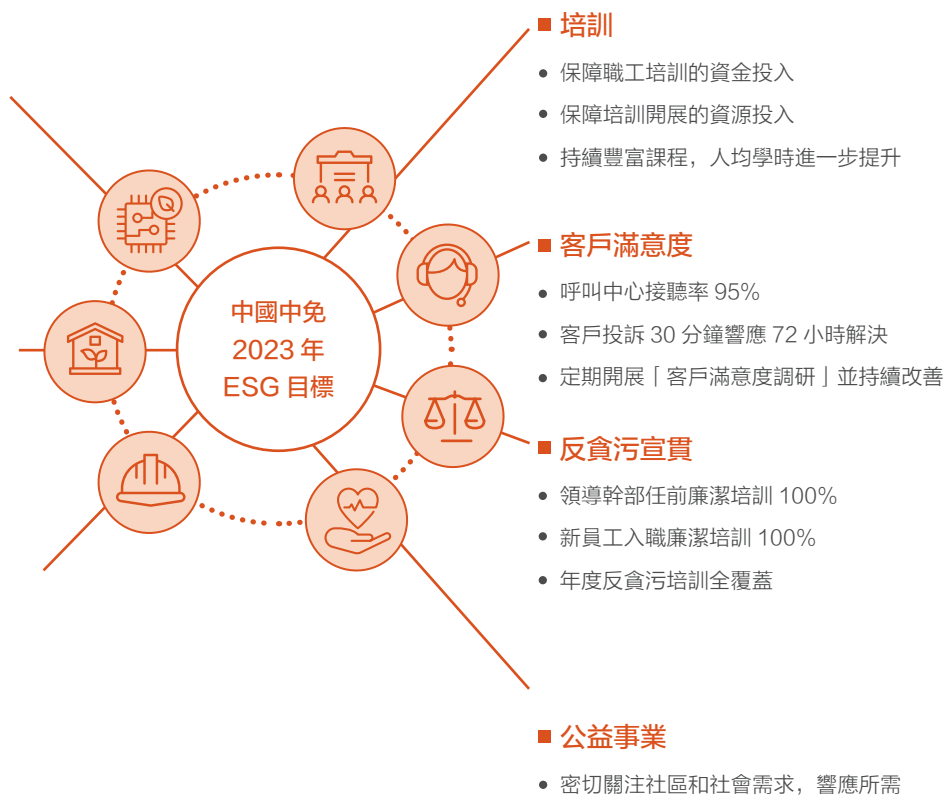 中國中免
2023 年
ESG 目標
培訓
保障職工培訓的資金投入
保障培訓開展的資源投入
持續豐富課程，人均學時進一步提升
客戶滿意度
呼叫中心接聽率 95%
客戶投訴 30 分鐘響應 72 小時解決
定期開展「客戶滿意度調研」並持續改善
反貪污宣貫
領導幹部任前廉潔培訓 100%
新員工入職廉潔培訓 100%
年度反貪污培訓全覆蓋
公益事業
密切關注社區和社會需求，響應所需